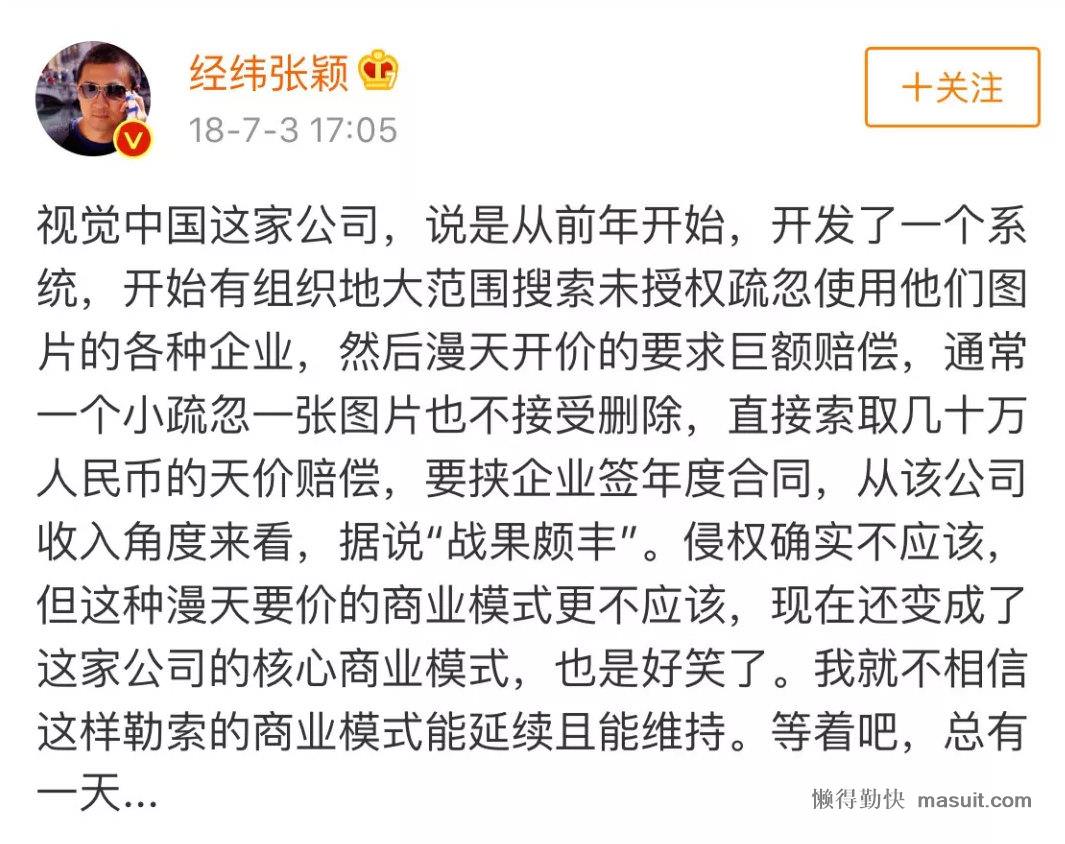 经纬张颖
18-7-3 17:05
十关注
视觉中国这家公司，说是从前年开始，开发了一个系
统，开始有组织地大范围搜索未授权疏忽使用他们图
片的各种企业，然后漫天开价的要求巨额赔偿，通常
一个小疏忽一张图片也不接受删除，直接索取几十万
人民币的天价赔偿，要挟企业签年度合同，从该公司
收入角度来看，据说“战果颇丰”。侵权确实不应该，
但这种漫天要价的商业模式更不应该，现在还变成了
这家公司的核心商业模式，也是好笑了。我就不相信
这样勒索的商业模式能延续且能维持。等着吧，总有
一天...
懒得勤快 masuit.com